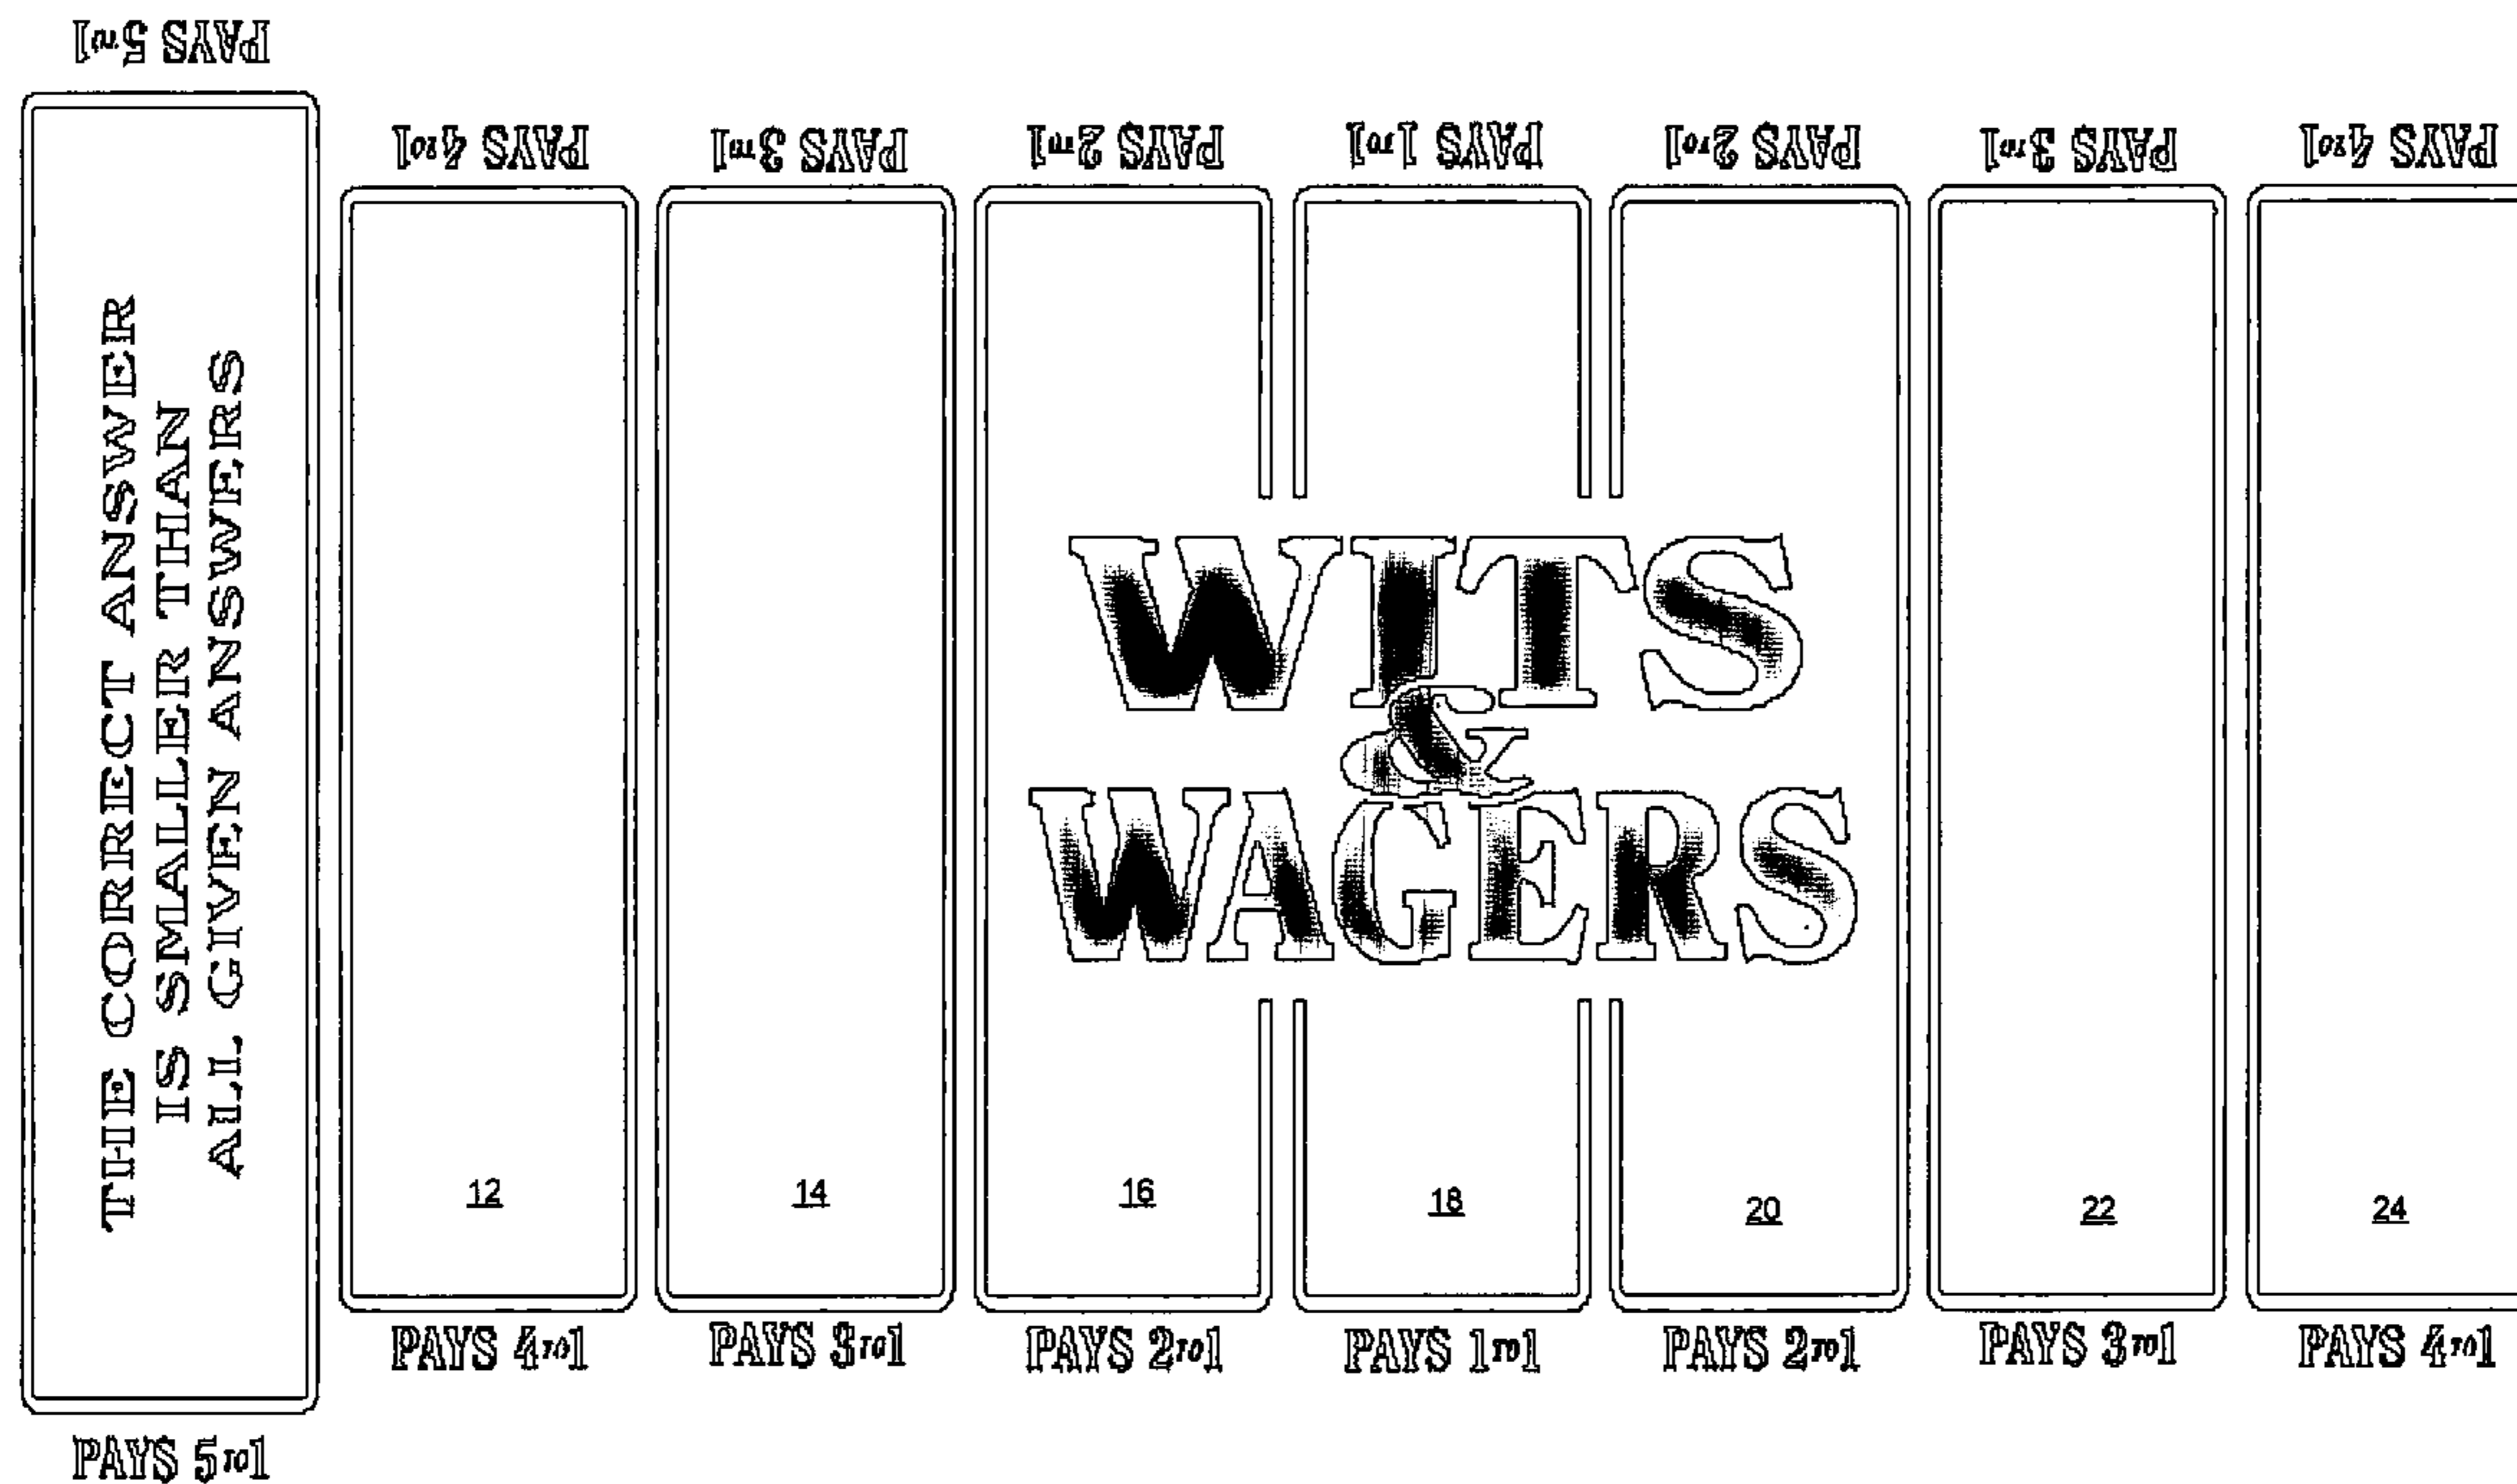 PAYS 5 TO 1
PAYS 4 TO 1 PAYS 3 TO 1 PAYS 2 TO 1 PAYS 1 TO 1 PAYS 2 TO 1 PAYS 3 TO 1 PAYS 4 TO 1
THE CORRECT ANSWER
IS SMALLER THAN
ALL GIVEN ANSWERS
WITS
&
WAGERS
12 14 16 18 20 22 24
PAYS 4 TO 1 PAYS 3 TO 1 PAYS 2 TO 1 PAYS 1 TO 1 PAYS 2 TO 1 PAYS 3 TO 1 PAYS 4 TO 1
PAYS 5 TO 1